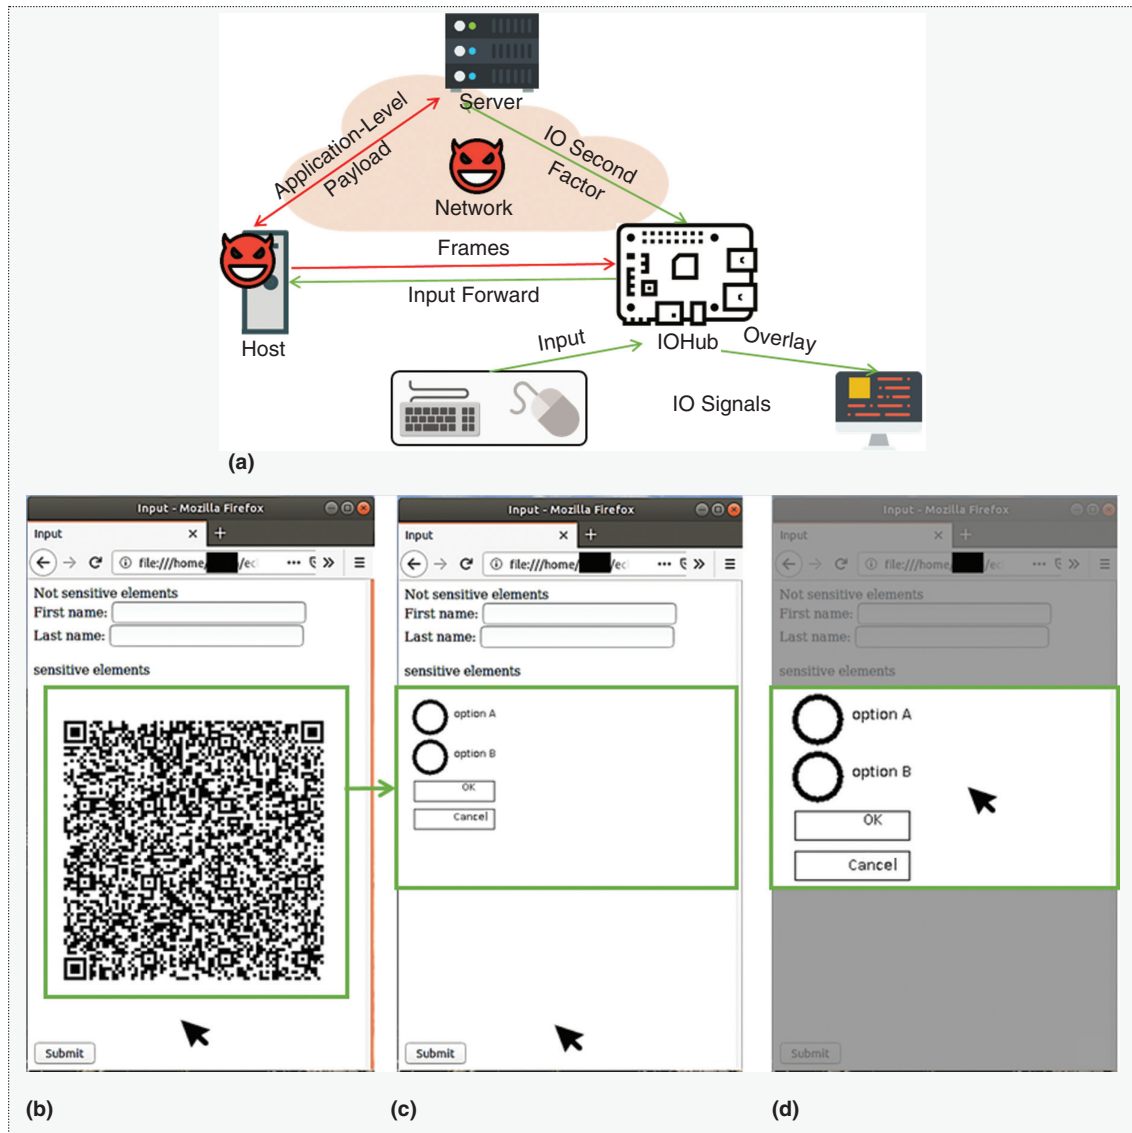 Server
Application-Level
Payload
IO Second
Factor
Network
Frames
Input Forward
Host
Input
IOHub
Overlay
IO Signals
(a)
Input - Mozilla Firefox
Input × +
file:///home/ /ec
Not sensitive elements
First name:
Last name:
sensitive elements
Submit
(b)
Input - Mozilla Firefox
Input × +
file:///home/ /ec
Not sensitive elements
First name:
Last name:
sensitive elements
option A
option B
OK
Cancel
Submit
(c)
Input - Mozilla Firefox
Input × +
file:///home/ /ec
Not sensitive elements
First name:
Last name:
sensitive elements
option A
option B
OK
Cancel
Submit
(d)